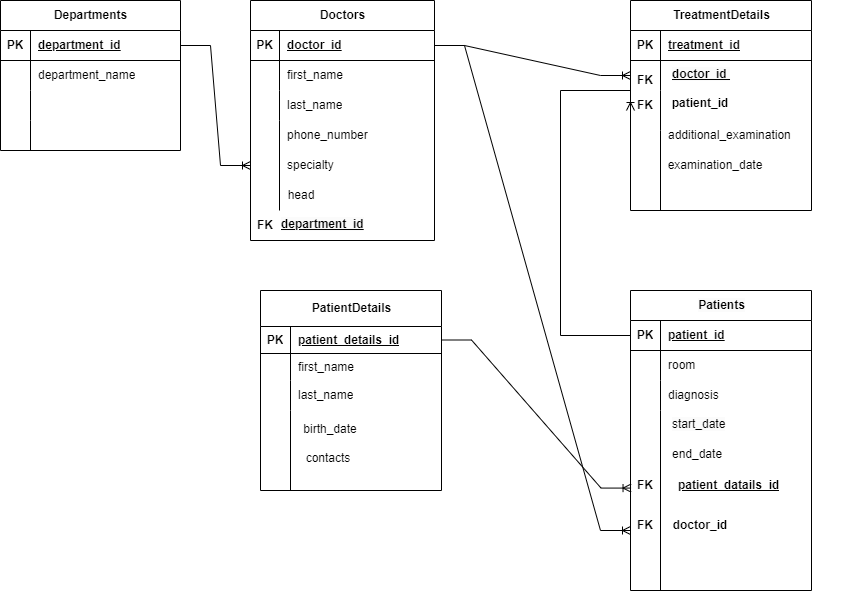 Departments
PK department_id
department_name
Doctors
PK doctor_id
first_name
last_name
phone_number
specialty
head
FK department_id
TreatmentDetails
PK treatment_id
FK doctor_id
FK patient_id
additional_examination
examination_date
PatientDetails
PK patient_details_id
first_name
last_name
birth_date
contacts
Patients
PK patient_id
room
diagnosis
start_date
end_date
FK patient_datails_id
FK doctor_id